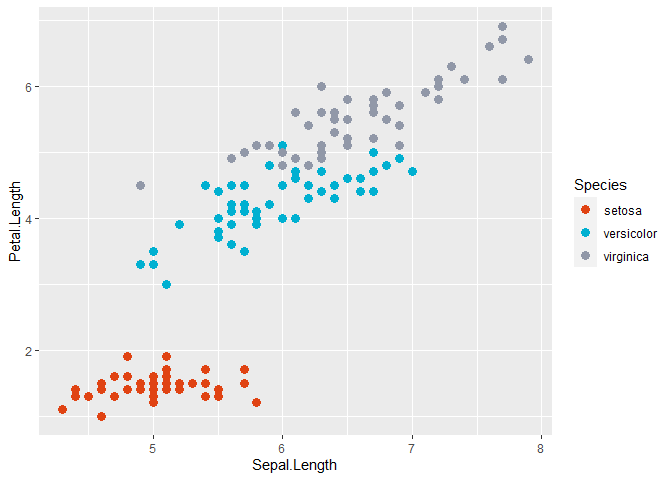 Petal.Length
6
4
2
5
6
7
8
Sepal.Length
Species
setosa
versicolor
virginica